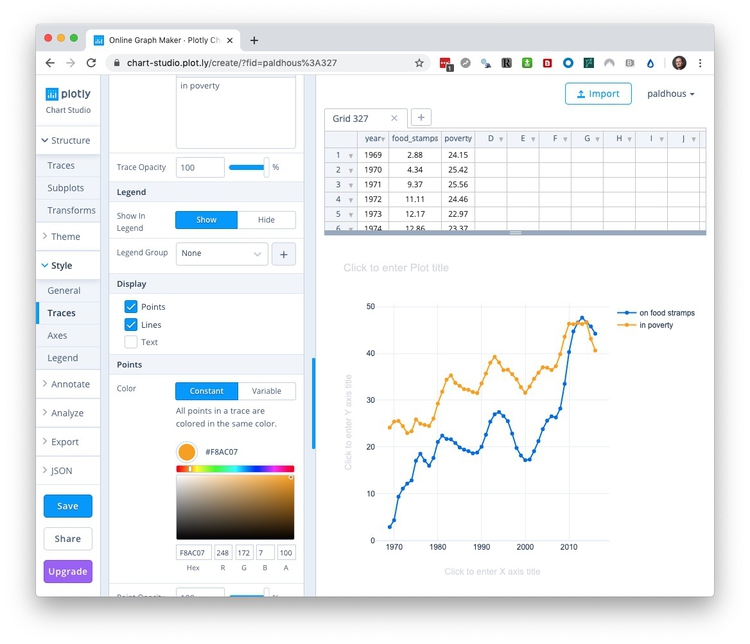 Online Graph Maker · Plotly Ch
chart-studio.plot.ly/create/?fid=paldhous%3A327
plotly
Chart Studio
Structure
Traces
Subplots
Transforms
Theme
Style
General
Traces
Axes
Legend
Annotate
Analyze
Export
JSON
Save
Share
Upgrade
in poverty
Trace Opacity 100 %
Legend
Show In Legend Show Hide
Legend Group None +
Display
Points
Lines
Text
Points
Color Constant Variable
All points in a trace are
colored in the same color.
#F8AC07
F8AC07 248 172 7 100
Hex R G B A
Import paldhous
Grid 327 +
year food_stamps poverty D E F G H I J
1 1969 2.88 24.15
2 1970 4.34 25.42
3 1971 9.37 25.56
4 1972 11.11 24.46
5 1973 12.17 22.97
6 1974 12.86 23.37
Click to enter Plot title
on food stramps
in poverty
Click to enter Y axis title
50
40
30
20
10
0
1970 1980 1990 2000 2010
Click to enter X axis title